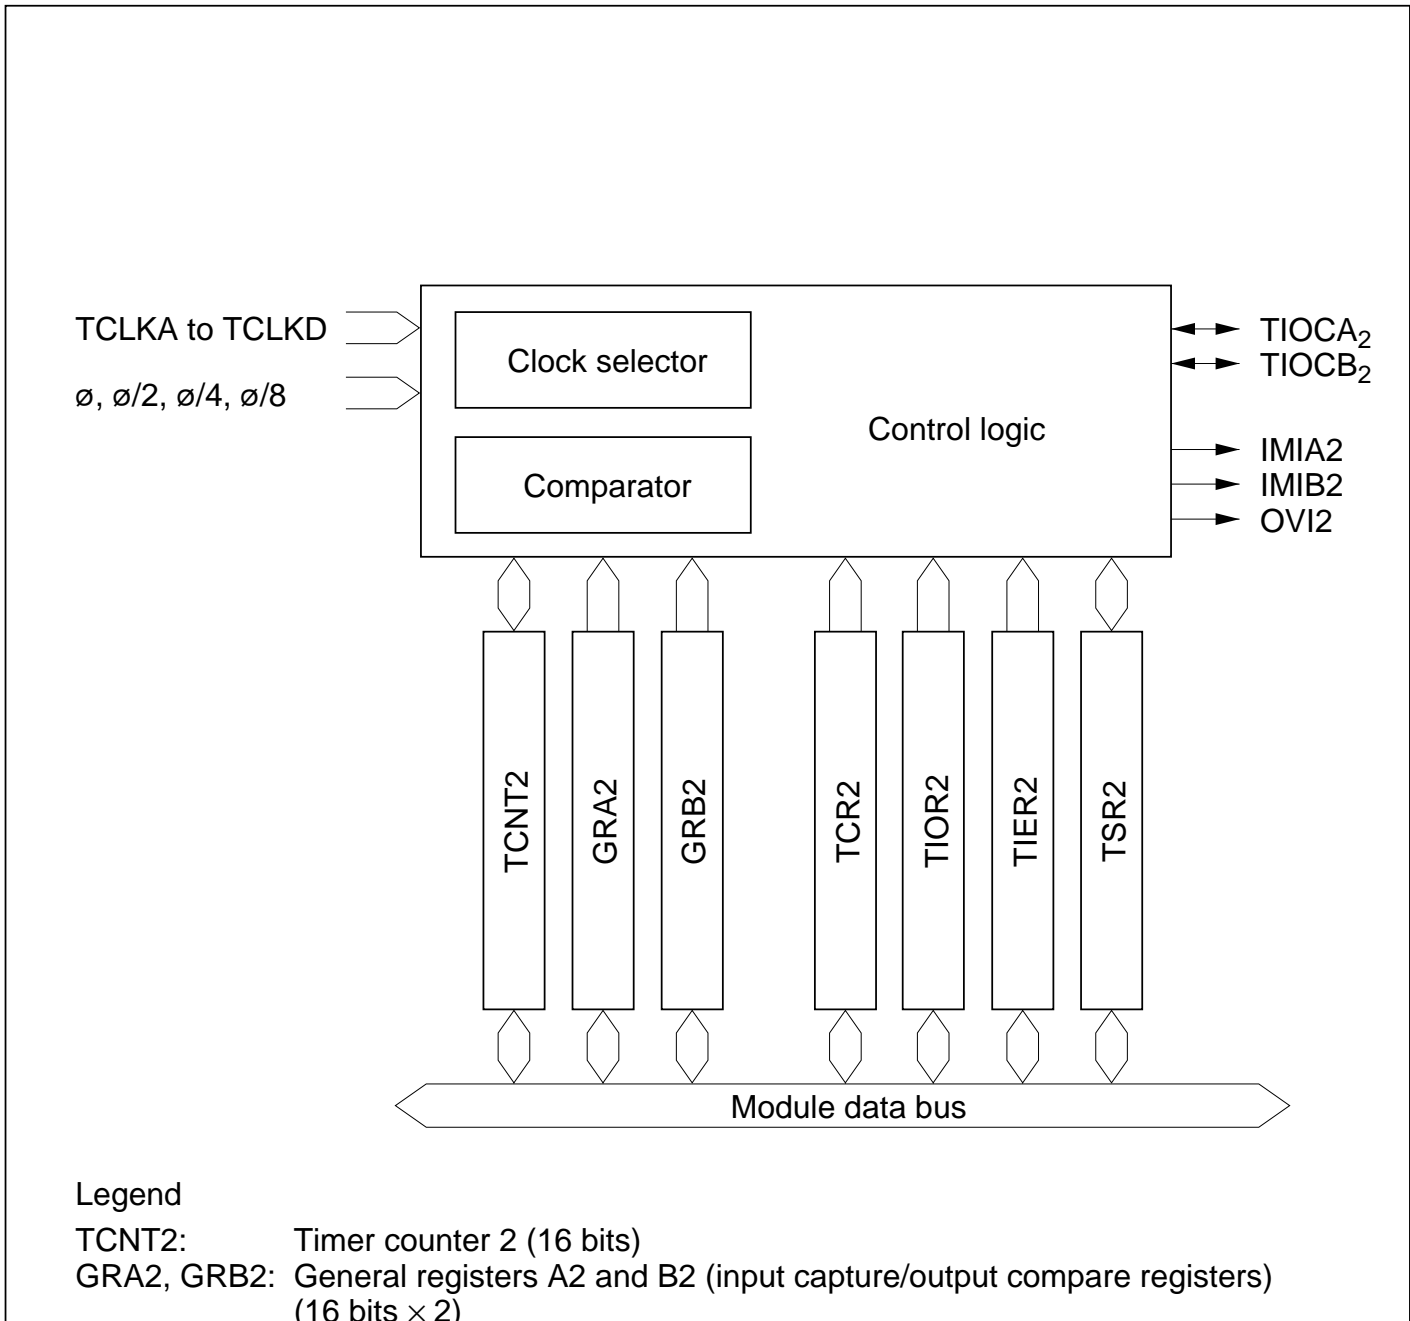 TCLKA to TCLKD
ø, ø/2, ø/4, ø/8
Clock selector
Comparator
Control logic
TIOCA2
TIOCB2
IMIA2
IMIB2
OVI2
TCNT2
GRA2
GRB2
TCR2
TIOR2
TIER2
TSR2
Module data bus
Legend
TCNT2: Timer counter 2 (16 bits)
GRA2, GRB2: General registers A2 and B2 (input capture/output compare registers)
(16 bits × 2)